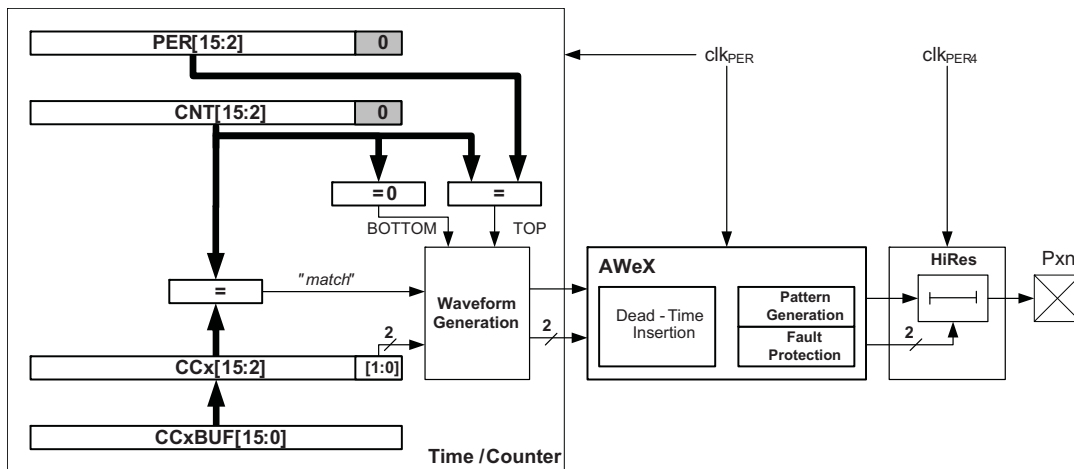 PER[15:2]
0
clkPER
clkPER4
CNT[15:2]
0
= 0
=
BOTTOM
TOP
=
"match"
Waveform
Generation
2
2
CCx[15:2]
[1:0]
CCxBUF[15:0]
Time /Counter
AWeX
Dead - Time
Insertion
Pattern
Generation
Fault
Protection
2
HiRes
Pxn